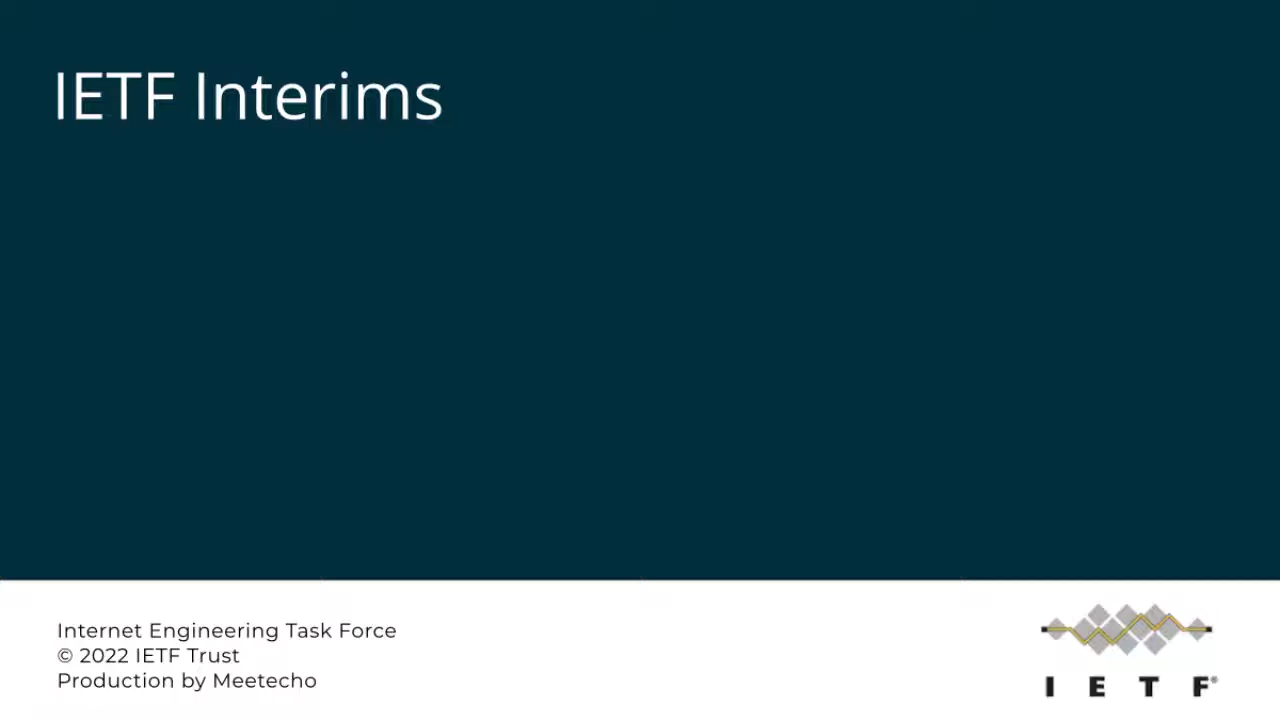 IETF Interims
Internet Engineering Task Force
© 2022 IETF Trust
Production by Meetecho
I E T F®